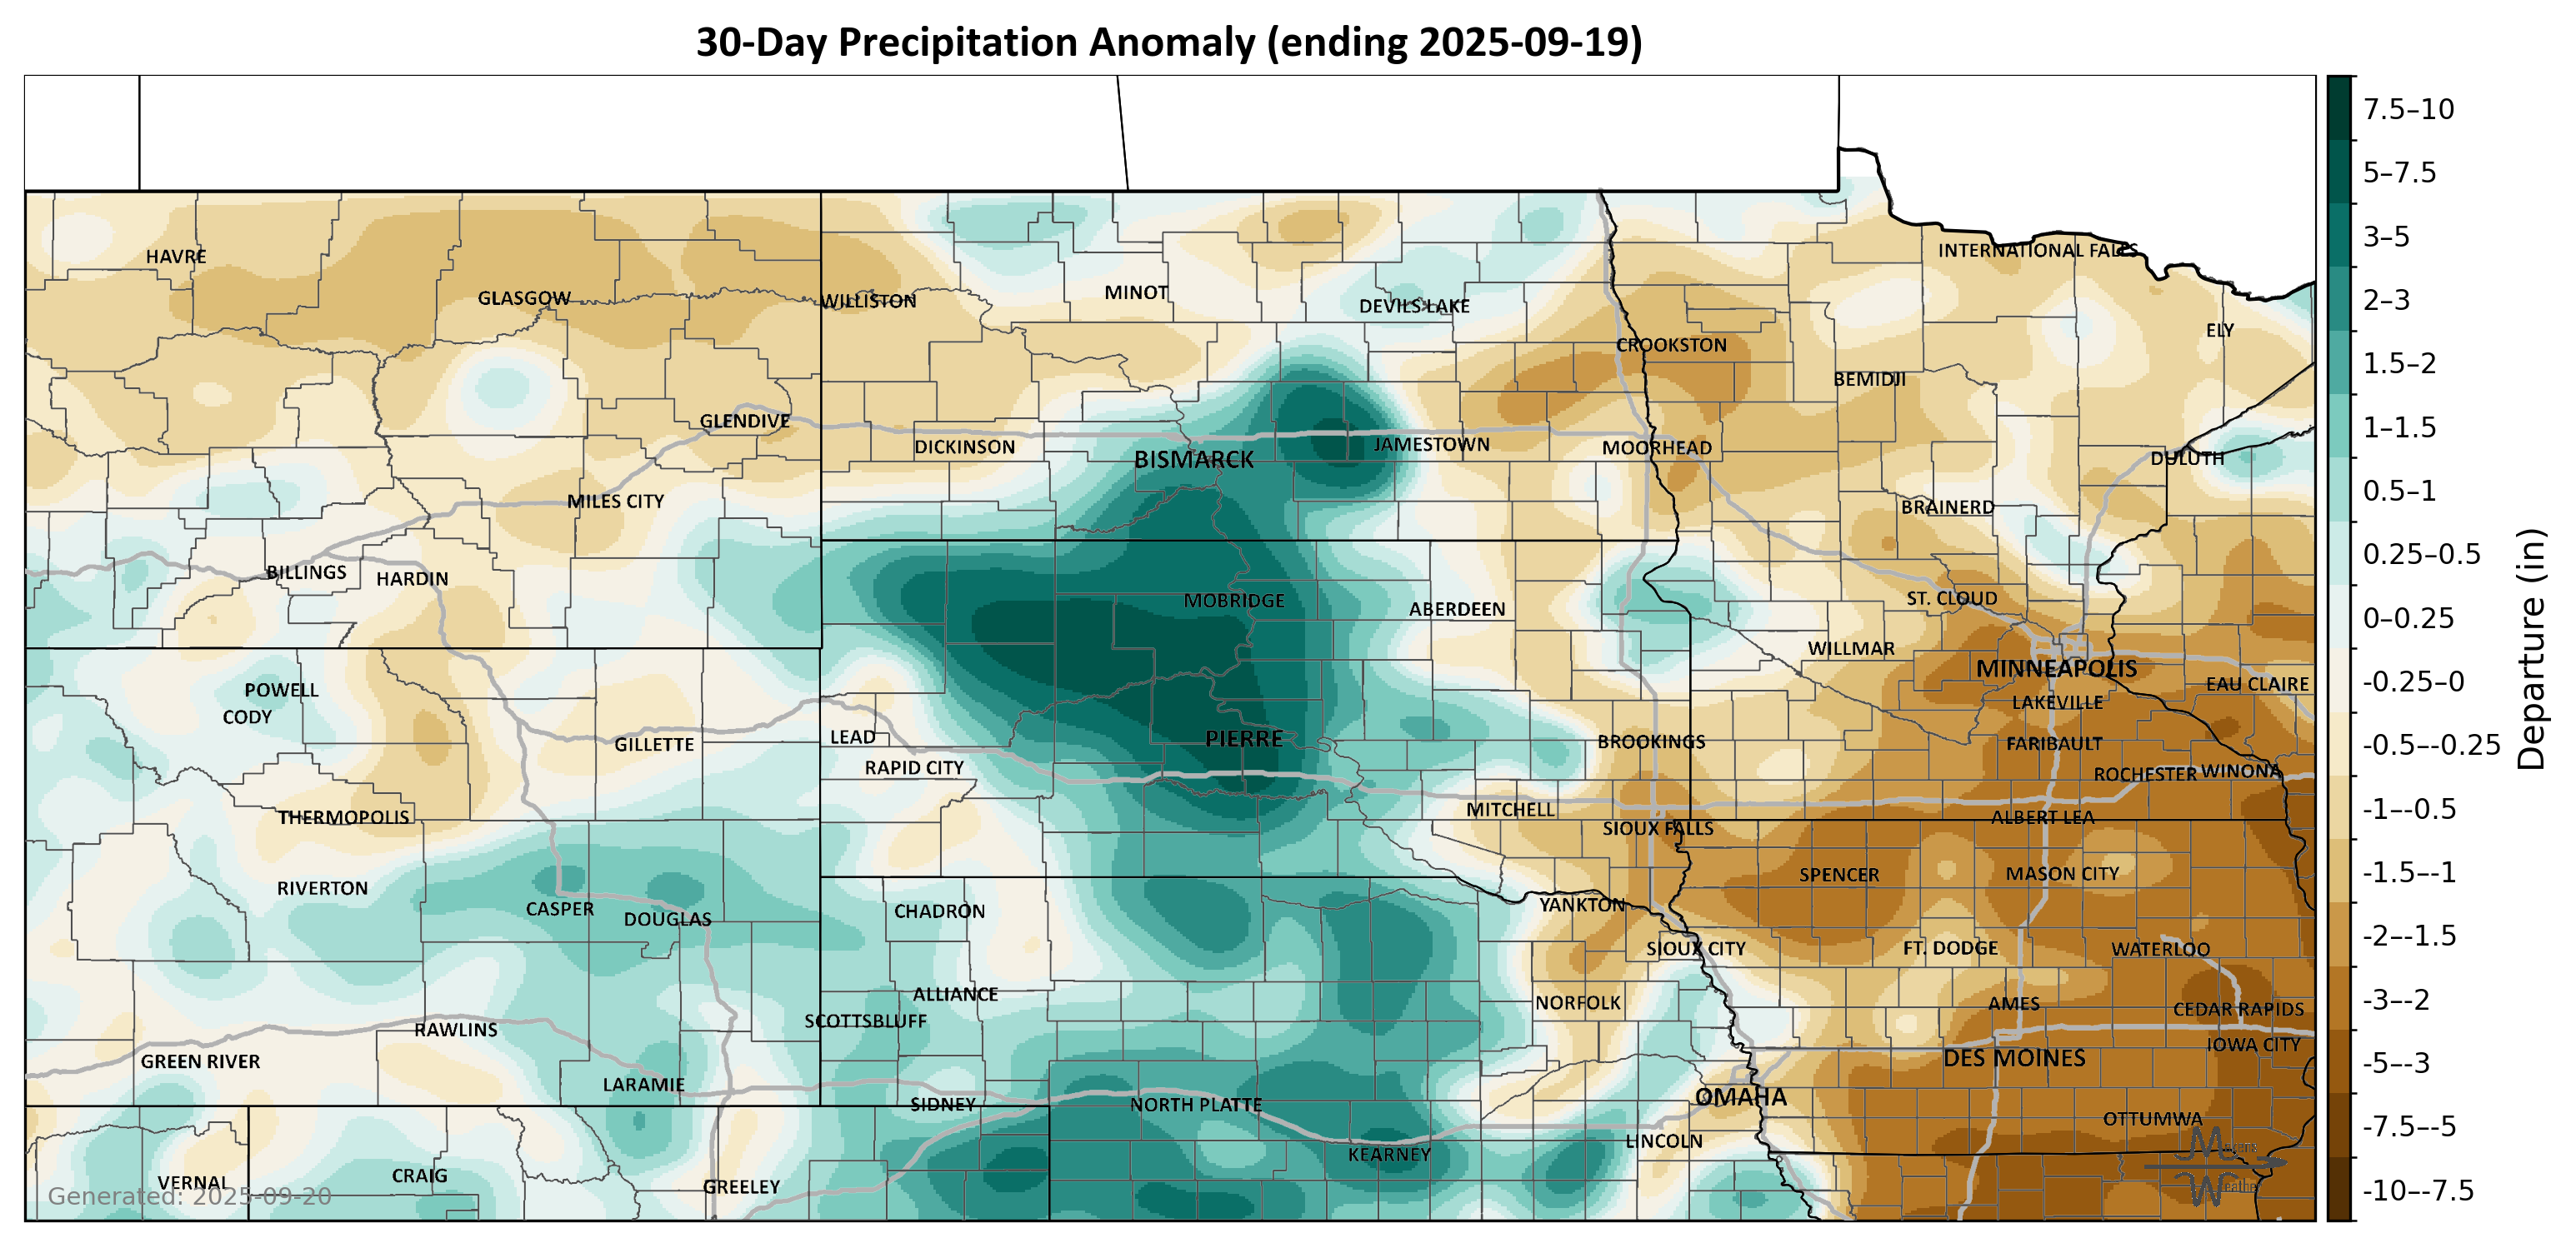 30-Day Precipitation Anomaly (ending 2025-09-19)
7.5–10
5–7.5
3–5
2–3
1.5–2
1–1.5
0.5–1
0.25–0.5
0–0.25
-0.25–0
-0.5–-0.25
-1–-0.5
-1.5–-1
-2–-1.5
-3–-2
-5–-3
-7.5–-5
-10–-7.5
Departure (in)
HAVRE
INTERNATIONAL FALLS
GLASGOW
WILLISTON
MINOT
DEVILS LAKE
ELY
CROOKSTON
BEMIDJI
GLENDIVE
DICKINSON
BISMARCK
JAMESTOWN
MOORHEAD
DULUTH
MILES CITY
BRAINERD
BILLINGS
HARDIN
MOBRIDGE
ABERDEEN
ST. CLOUD
WILLMAR
MINNEAPOLIS
POWELL
EAU CLAIRE
CODY
LAKEVILLE
GILLETTE
LEAD
PIERRE
BROOKINGS
FARIBAULT
RAPID CITY
ROCHESTER
WINONA
THERMOPOLIS
MITCHELL
ALBERT LEA
SIOUX FALLS
RIVERTON
SPENCER
MASON CITY
CASPER
DOUGLAS
CHADRON
YANKTON
SIOUX CITY
FT. DODGE
WATERLOO
ALLIANCE
NORFOLK
AMES
CEDAR RAPIDS
RAWLINS
SCOTTSBLUFF
IOWA CITY
GREEN RIVER
DES MOINES
LARAMIE
SIDNEY
NORTH PLATTE
OMAHA
OTTUMWA
LINCOLN
KEARNEY
VERNAL
CRAIG
GREELEY
Generated: 2025-09-20